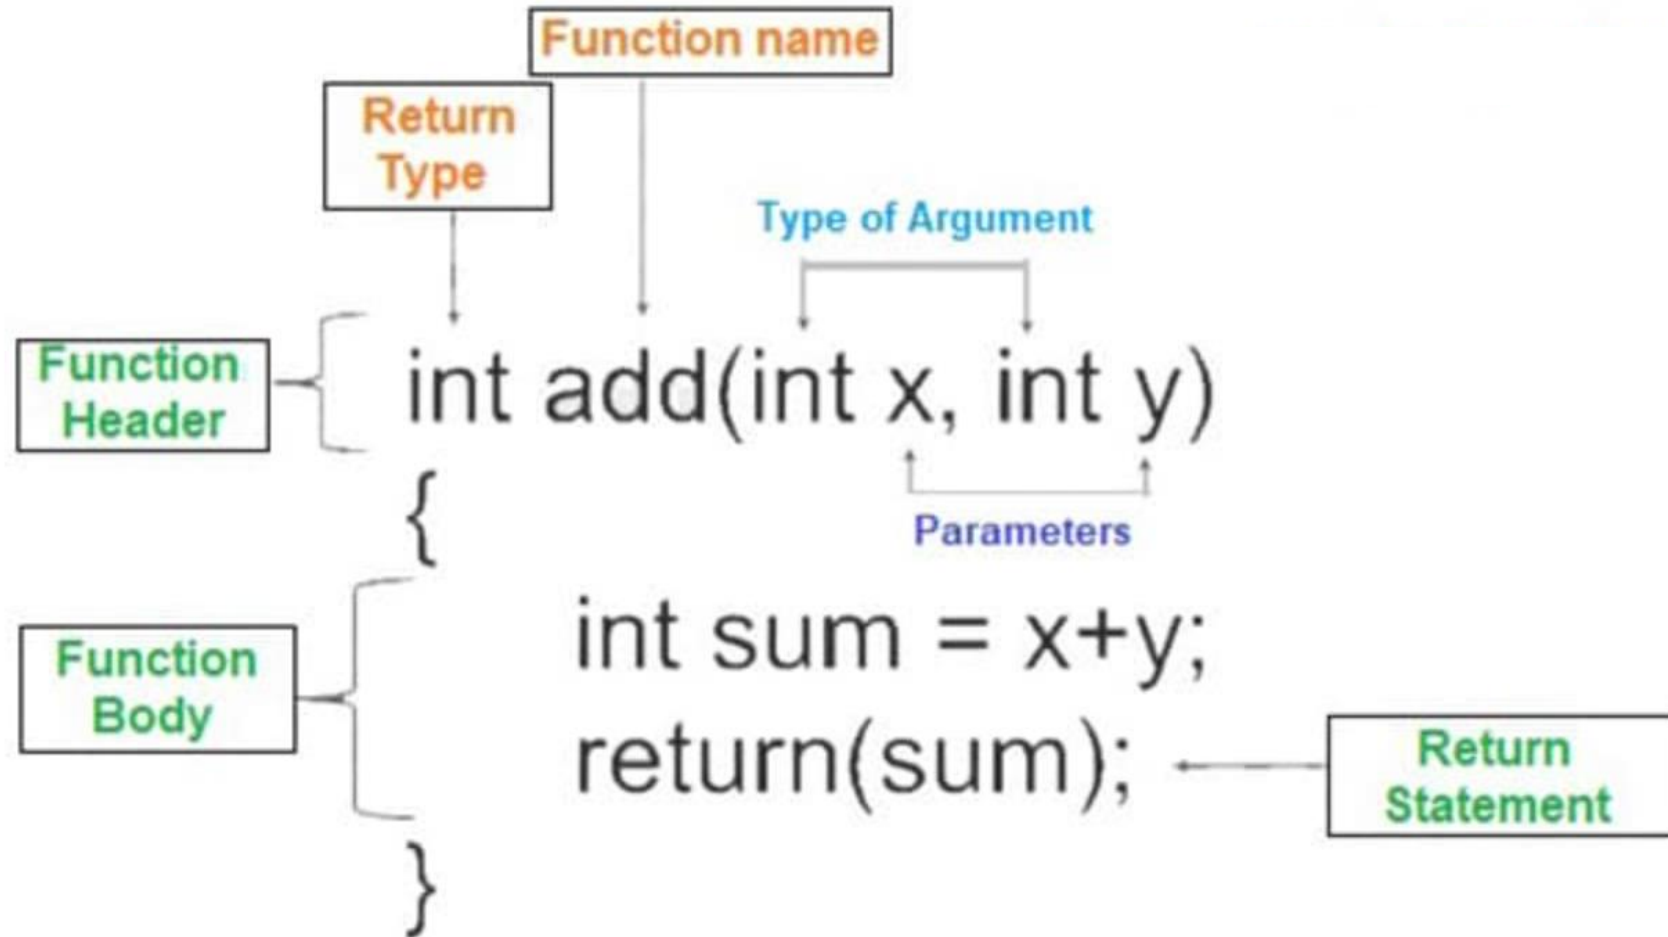 Function name
Return
Type
Type of Argument
Function
Header
int add(int x, int y)
{
Parameters
Function
Body
int sum = x+y;
return(sum);
Return
Statement
}